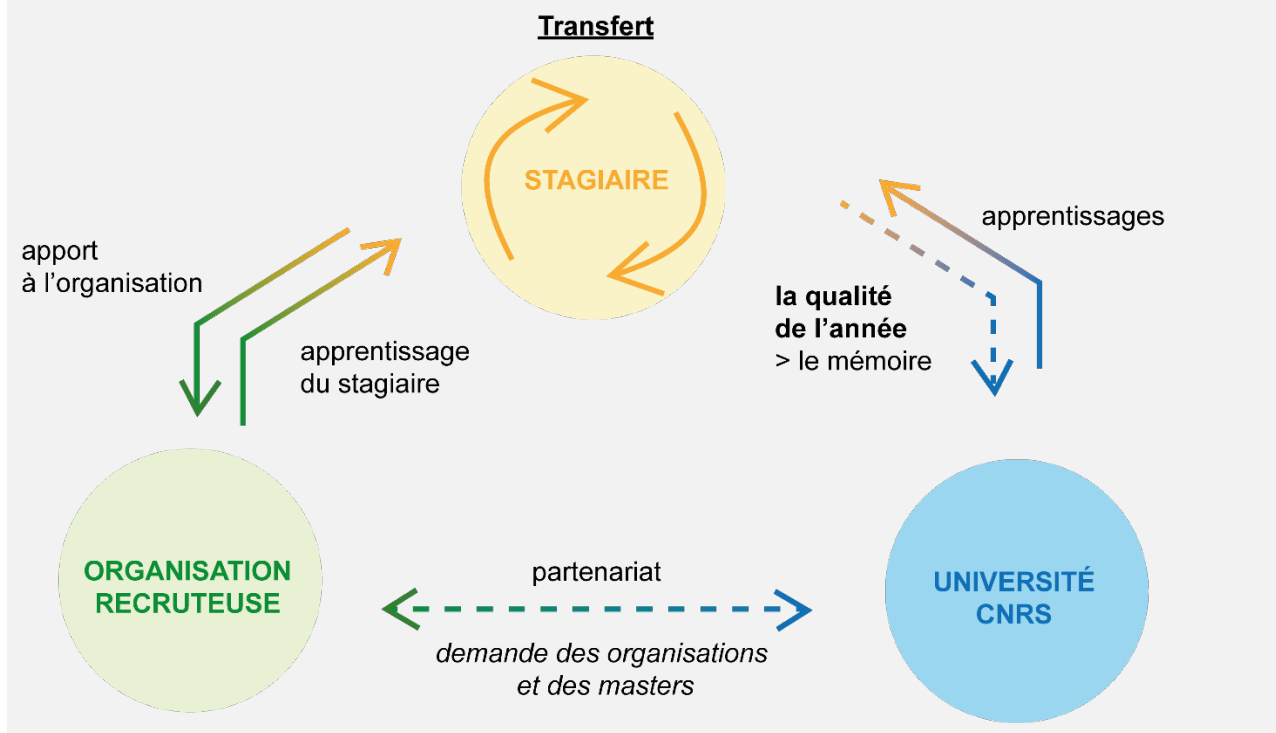 Transfert
STAGIAIRE
apport
à l’organisation
apprentissage
du stagiaire
apprentissages
la qualité
de l’année
> le mémoire
ORGANISATION
RECRUTEUSE
partenariat
demande des organisations
et des masters
UNIVERSITÉ
CNRS